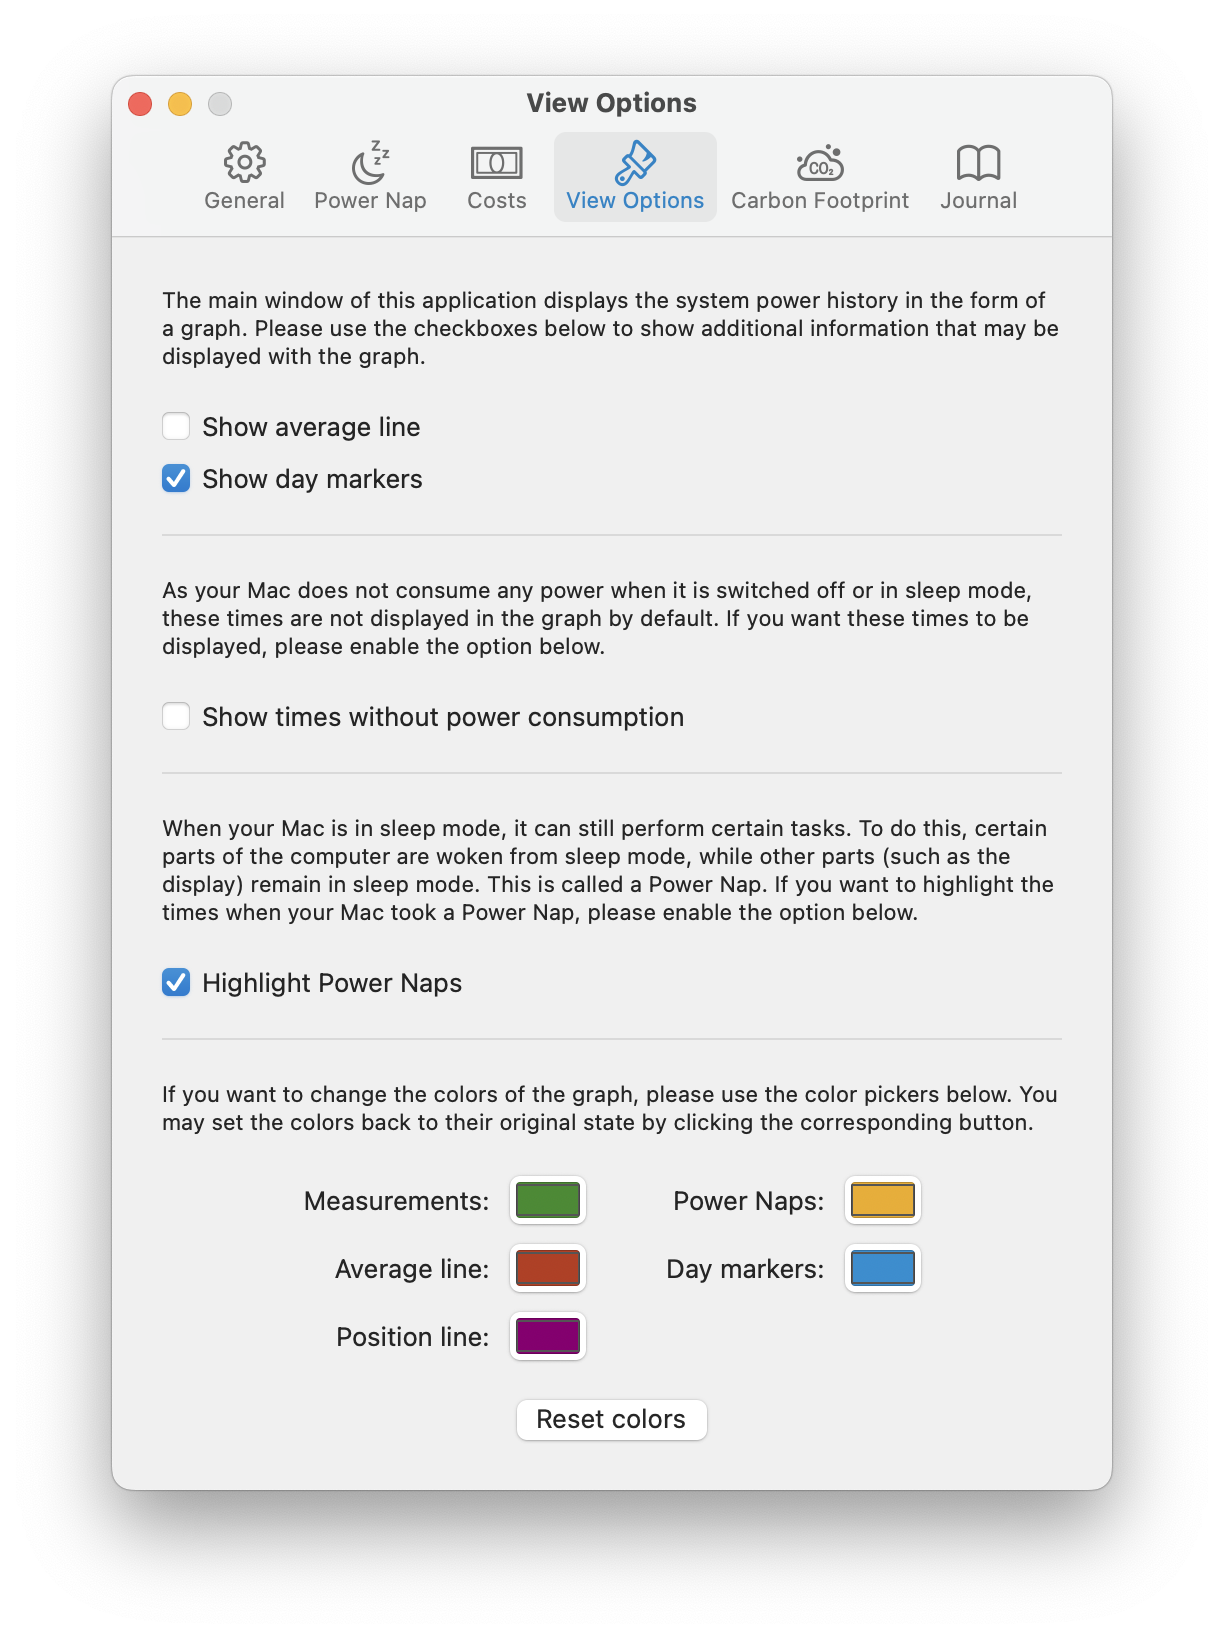 View Options
General Power Nap Costs View Options Carbon Footprint Journal
The main window of this application displays the system power history in the form of
a graph. Please use the checkboxes below to show additional information that may be
displayed with the graph.
Show average line
Show day markers
As your Mac does not consume any power when it is switched off or in sleep mode,
these times are not displayed in the graph by default. If you want these times to be
displayed, please enable the option below.
Show times without power consumption
When your Mac is in sleep mode, it can still perform certain tasks. To do this, certain
parts of the computer are woken from sleep mode, while other parts (such as the
display) remain in sleep mode. This is called a Power Nap. If you want to highlight the
times when your Mac took a Power Nap, please enable the option below.
Highlight Power Naps
If you want to change the colors of the graph, please use the color pickers below. You
may set the colors back to their original state by clicking the corresponding button.
Measurements: Power Naps:
Average line: Day markers:
Position line:
Reset colors